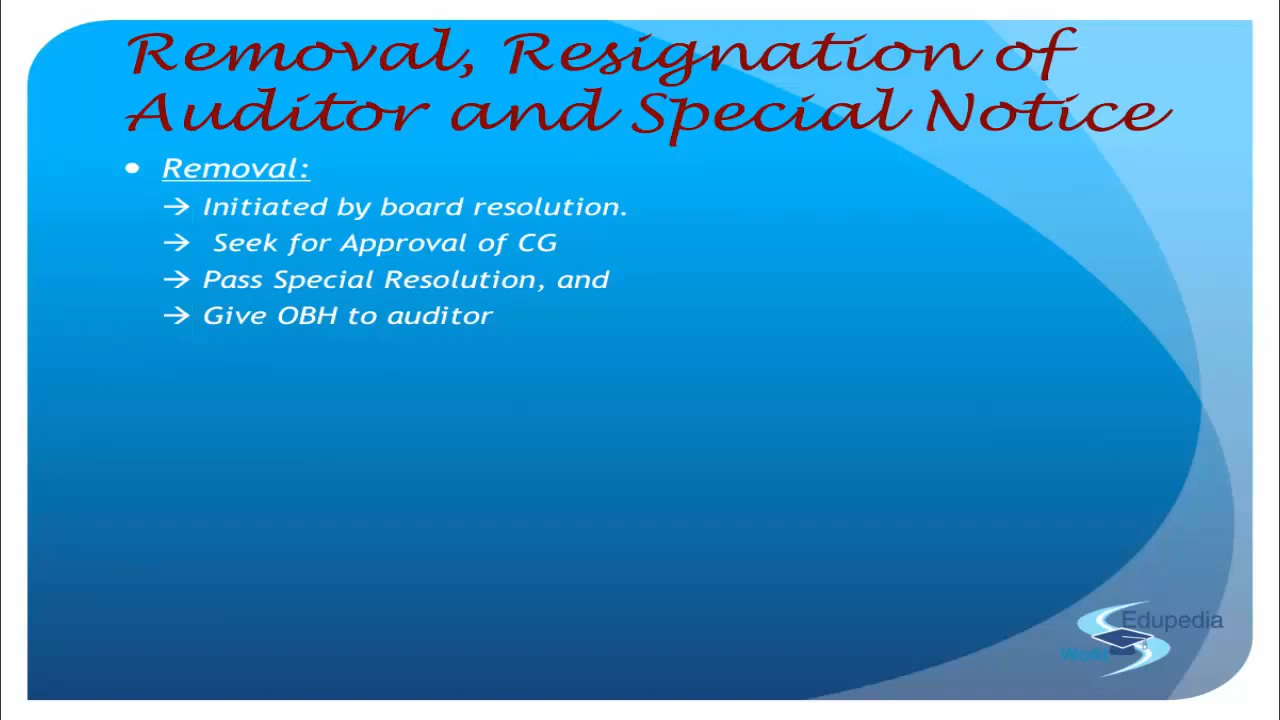 Removal, Resignation of
Auditor and Special Notice
• Removal:
→ Initiated by board resolution.
→ Seek for Approval of CG
→ Pass Special Resolution, and
→ Give OBH to auditor
Edupedia
World